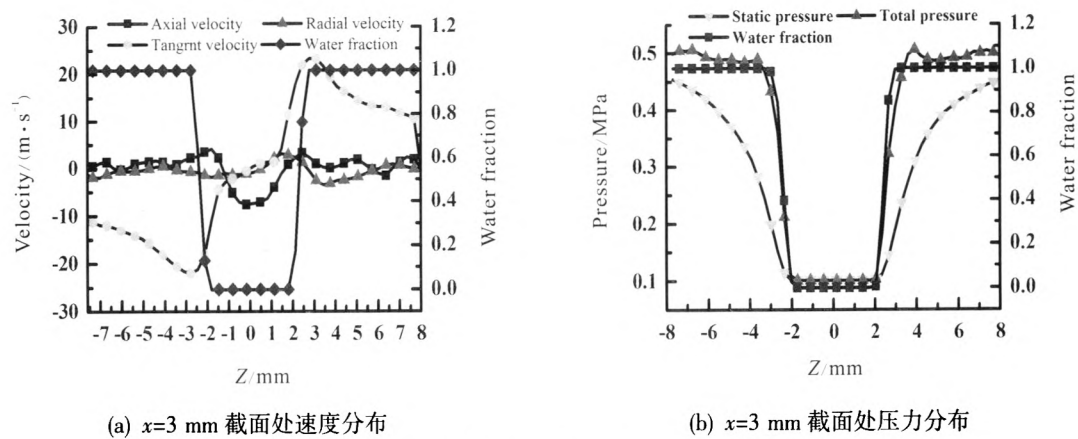 Axial velocity Radial velocity
Tangrnt velocity Water fraction
30
20
10
0
-10
-20
-30
Velocity/(m·s⁻¹)
1.2
1.0
0.8
0.6
0.4
0.2
0.0
Water fraction
-7 -6 -5 -4 -3 -2 -1 0 1 2 3 4 5 6 7 8
Z/mm
(a) x=3 mm 截面处速度分布
Static pressure Total pressure
Water fraction
0.5
0.4
0.3
0.2
0.1
Pressure/MPa
1.2
1.0
0.8
0.6
0.4
0.2
0.0
Water fraction
-8 -6 -4 -2 0 2 4 6 8
Z/mm
(b) x=3 mm 截面处压力分布